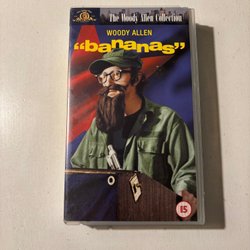 MGM
The Woody Allen Collection
WOODY ALLEN
"bananas"
15